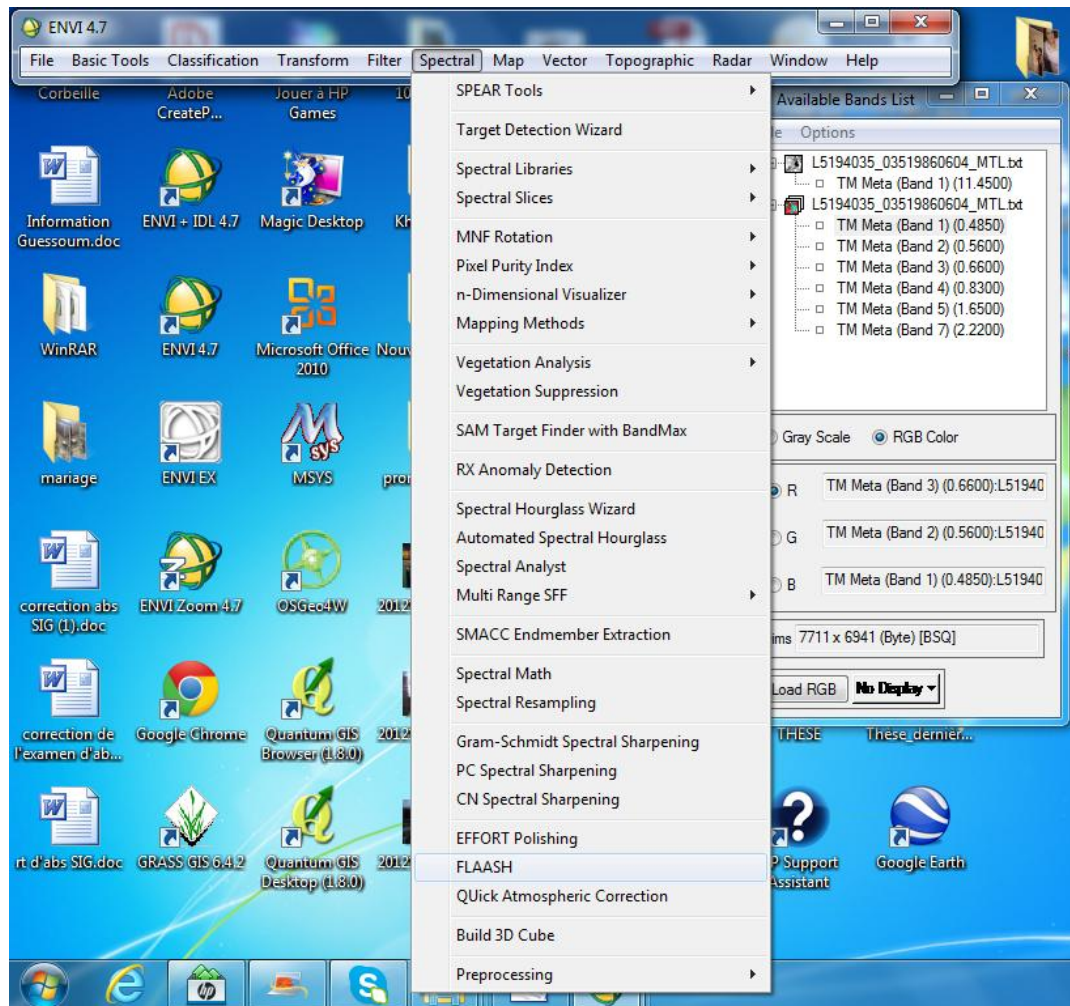 ENVI 4.7
File Basic Tools Classification Transform Filter Spectral Map Vector Topographic Radar Window Help
Corbeille
Adobe CreateP...
Jouer à HP Games
10
Information Guessoum.doc
ENVI + IDL 4.7
Magic Desktop
Kh
WinRAR
ENVI 4.7
Microsoft Office 2010
Nouv
mariage
ENVI EX
MSYS
pror
correction abs SIG (1).doc
ENVI Zoom 4.7
OSGeo4W
2012
correction de l'examen d'ab...
Google Chrome
Quantum GIS Browser (1.8.0)
2012
rt d'abs SIG.doc
GRASS GIS 6.4.2
Quantum GIS Desktop (1.8.0)
2012
SPEAR Tools
Target Detection Wizard
Spectral Libraries
Spectral Slices
MNF Rotation
Pixel Purity Index
n-Dimensional Visualizer
Mapping Methods
Vegetation Analysis
Vegetation Suppression
SAM Target Finder with BandMax
RX Anomaly Detection
Spectral Hourglass Wizard
Automated Spectral Hourglass
Spectral Analyst
Multi Range SFF
SMACC Endmember Extraction
Spectral Math
Spectral Resampling
Gram-Schmidt Spectral Sharpening
PC Spectral Sharpening
CN Spectral Sharpening
EFFORT Polishing
FLAASH
QUick Atmospheric Correction
Build 3D Cube
Preprocessing
Available Bands List
le Options
L5194035_03519860604_MTL.txt
TM Meta (Band 1) (11.4500)
L5194035_03519860604_MTL.txt
TM Meta (Band 1) (0.4850)
TM Meta (Band 2) (0.5600)
TM Meta (Band 3) (0.6600)
TM Meta (Band 4) (0.8300)
TM Meta (Band 5) (1.6500)
TM Meta (Band 7) (2.2200)
Gray Scale RGB Color
R TM Meta (Band 3) (0.6600):L51940
G TM Meta (Band 2) (0.5600):L51940
B TM Meta (Band 1) (0.4850):L51940
ims 7711 x 6941 (Byte) [BSQ]
Load RGB No Display
THESE
Thèse_dernièr...
P Support Assistant
Google Earth
hp